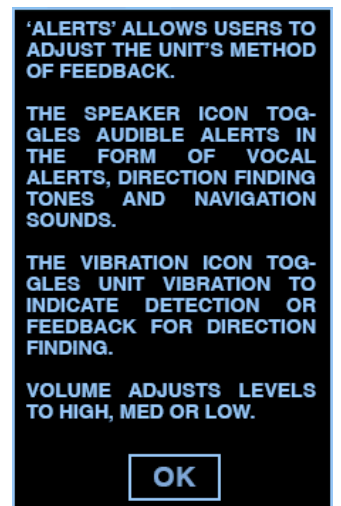 ‘ALERTS’ ALLOWS USERS TO
ADJUST THE UNIT’S METHOD
OF FEEDBACK.
THE SPEAKER ICON TOG-
GLES AUDIBLE ALERTS IN
THE FORM OF VOCAL
ALERTS, DIRECTION FINDING
TONES AND NAVIGATION
SOUNDS.
THE VIBRATION ICON TOG-
GLES UNIT VIBRATION TO
INDICATE DETECTION OR
FEEDBACK FOR DIRECTION
FINDING.
VOLUME ADJUSTS LEVELS
TO HIGH, MED OR LOW.
OK